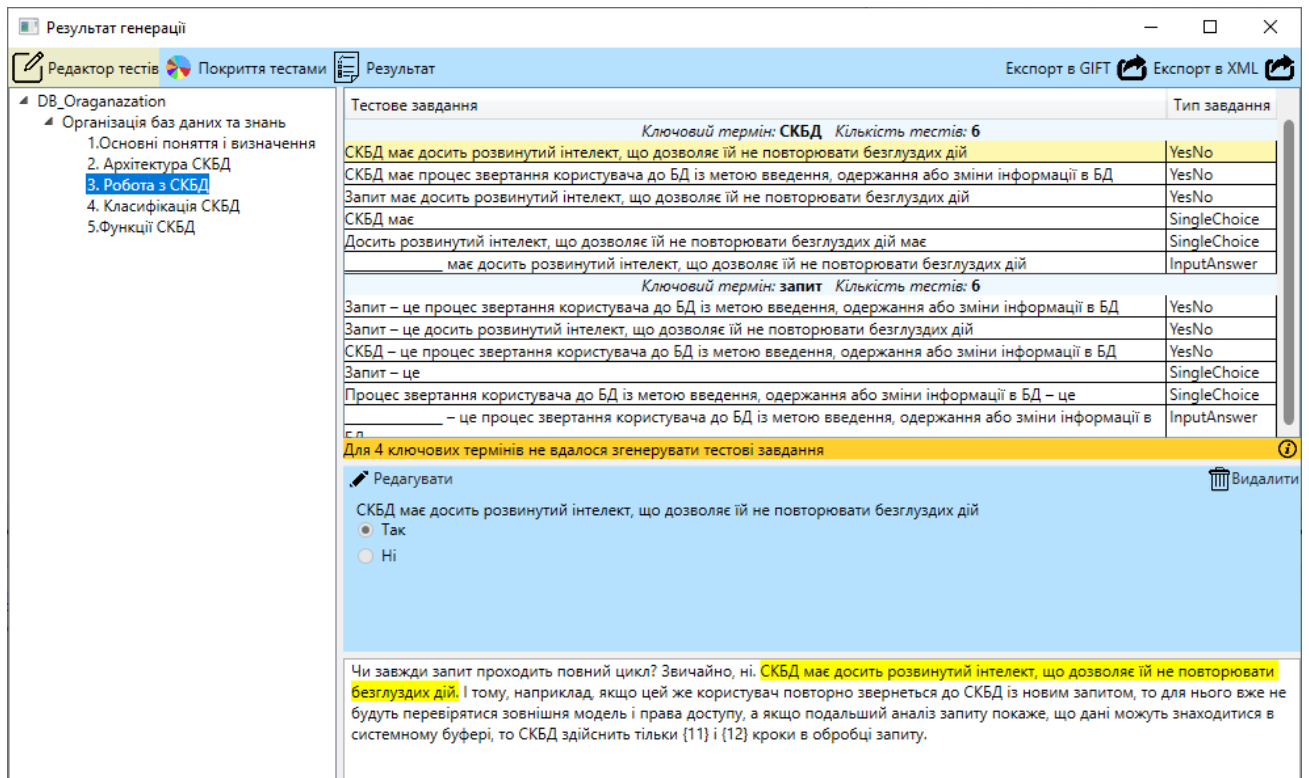 Результат генерації
Редактор тестів Покриття тестами Результат Експорт в GIFT Експорт в XML
DB_Oraganazation
Організація баз даних та знань
1.Основні поняття і визначення
2. Архітектура СКБД
3. Робота з СКБД
4. Класифікація СКБД
5.Функції СКБД
Тестове завдання Тип завдання
Ключовий термін: СКБД Кількість тестів: 6
СКБД має досить розвинутий інтелект, що дозволяє їй не повторювати безглуздих дій YesNo
СКБД має процес звертання користувача до БД із метою введення, одержання або зміни інформації в БД YesNo
Запит має досить розвинутий інтелект, що дозволяє їй не повторювати безглуздих дій YesNo
СКБД має SingleChoice
Досить розвинутий інтелект, що дозволяє їй не повторювати безглуздих дій має SingleChoice
_____________ має досить розвинутий інтелект, що дозволяє їй не повторювати безглуздих дій InputAnswer
Ключовий термін: запит Кількість тестів: 6
Запит – це процес звертання користувача до БД із метою введення, одержання або зміни інформації в БД YesNo
Запит – це досить розвинутий інтелект, що дозволяє їй не повторювати безглуздих дій YesNo
СКБД – це процес звертання користувача до БД із метою введення, одержання або зміни інформації в БД YesNo
Запит – це SingleChoice
Процес звертання користувача до БД із метою введення, одержання або зміни інформації в БД – це SingleChoice
_____________ – це процес звертання користувача до БД із метою введення, одержання або зміни інформації в InputAnswer
БД
Для 4 ключових термінів не вдалося згенерувати тестові завдання
Редагувати Видалити
СКБД має досить розвинутий інтелект, що дозволяє їй не повторювати безглуздих дій
Так
Ні
Чи завжди запит проходить повний цикл? Звичайно, ні. СКБД має досить розвинутий інтелект, що дозволяє їй не повторювати
безглуздих дій. І тому, наприклад, якщо цей же користувач повторно звернеться до СКБД із новим запитом, то для нього вже не
будуть перевірятися зовнішня модель і права доступу, а якщо подальший аналіз запиту покаже, що дані можуть знаходитися в
системному буфері, то СКБД здійснить тільки {11} і {12} кроки в обробці запиту.